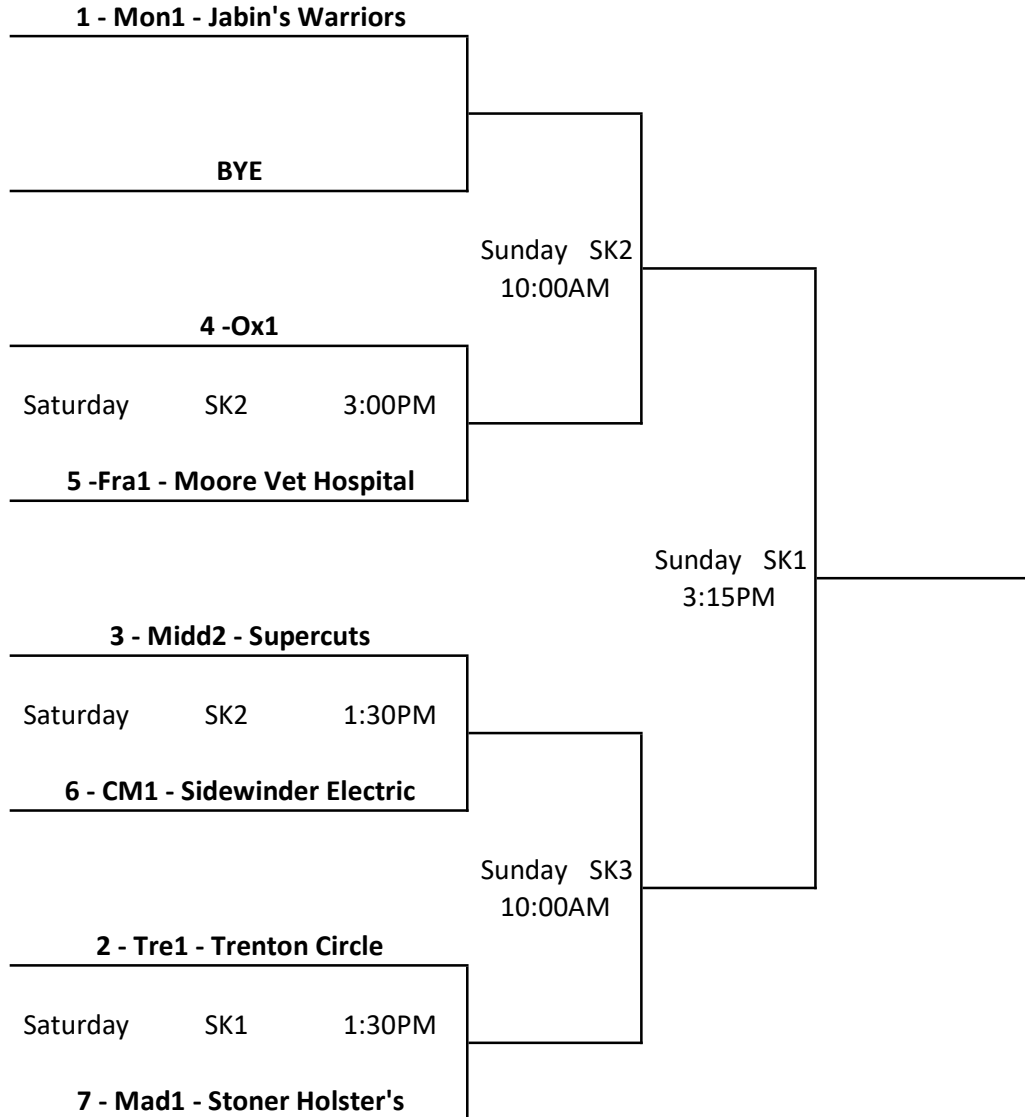 1 - Mon1 - Jabin's Warriors
BYE
Sunday SK2
10:00AM
4 -Ox1
Saturday SK2 3:00PM
5 -Fra1 - Moore Vet Hospital
Sunday SK1
3:15PM
3 - Midd2 - Supercuts
Saturday SK2 1:30PM
6 - CM1 - Sidewinder Electric
Sunday SK3
10:00AM
2 - Tre1 - Trenton Circle
Saturday SK1 1:30PM
7 - Mad1 - Stoner Holster's